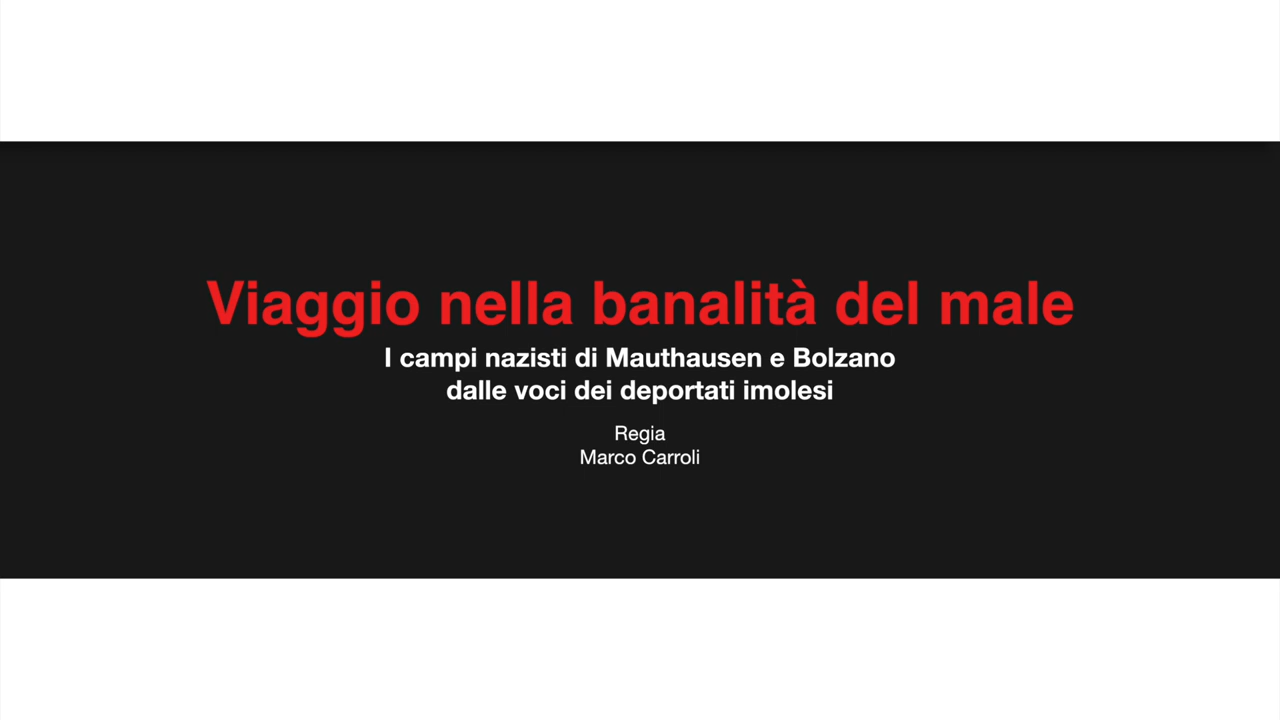 Viaggio nella banalità del male
I campi nazisti di Mauthausen e Bolzano
dalle voci dei deportati imolesi
Regia
Marco Carroli